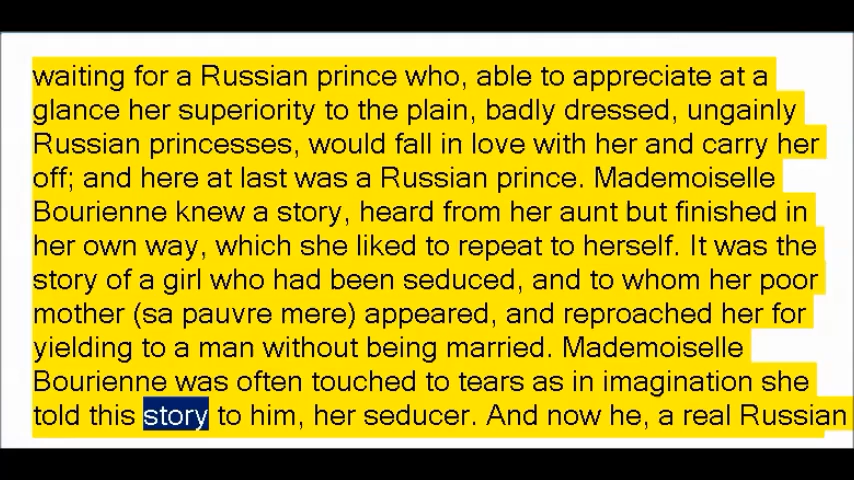 waiting for a Russian prince who, able to appreciate at a
glance her superiority to the plain, badly dressed, ungainly
Russian princesses, would fall in love with her and carry her
off; and here at last was a Russian prince. Mademoiselle
Bourienne knew a story, heard from her aunt but finished in
her own way, which she liked to repeat to herself. It was the
story of a girl who had been seduced, and to whom her poor
mother (sa pauvre mere) appeared, and reproached her for
yielding to a man without being married. Mademoiselle
Bourienne was often touched to tears as in imagination she
told this story to him, her seducer. And now he, a real Russian